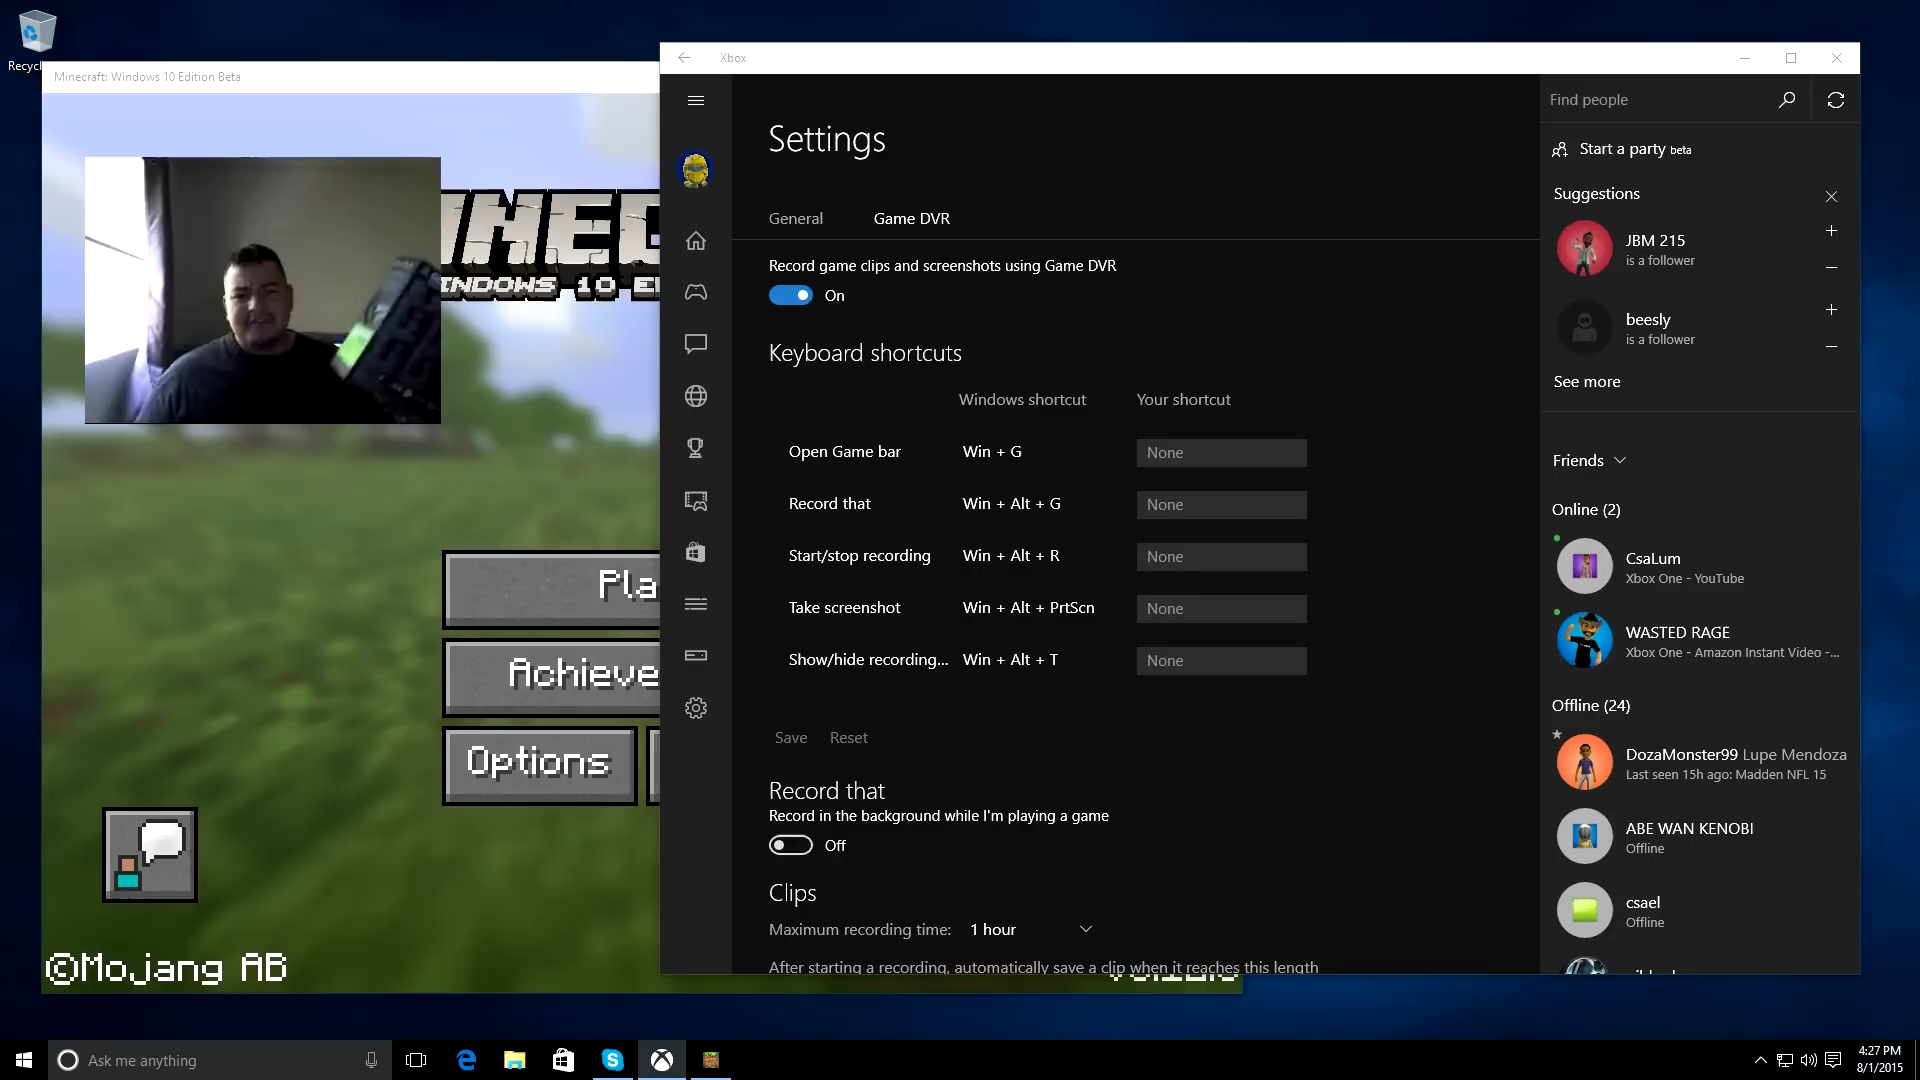 Recycl
Minecraft: Windows 10 Edition Beta
INEC
INDOWS 10 E
Pla
Achieve
Options
©Mojang AB
Xbox
Settings
General
Game DVR
Record game clips and screenshots using Game DVR
On
Keyboard shortcuts
Windows shortcut
Your shortcut
Open Game bar
Win + G
None
Record that
Win + Alt + G
None
Start/stop recording
Win + Alt + R
None
Take screenshot
Win + Alt + PrtScn
None
Show/hide recording...
Win + Alt + T
None
Save
Reset
Record that
Record in the background while I'm playing a game
Off
Clips
Maximum recording time:
1 hour
After starting a recording, automatically save a clip when it reaches this length
Find people
Start a party beta
Suggestions
JBM 215
is a follower
beesly
is a follower
See more
Friends
Online (2)
CsaLum
Xbox One - YouTube
WASTED RAGE
Xbox One - Amazon Instant Video -...
Offline (24)
DozaMonster99 Lupe Mendoza
Last seen 15h ago: Madden NFL 15
ABE WAN KENOBI
Offline
csael
Offline
Ask me anything
4:27 PM
8/1/2015